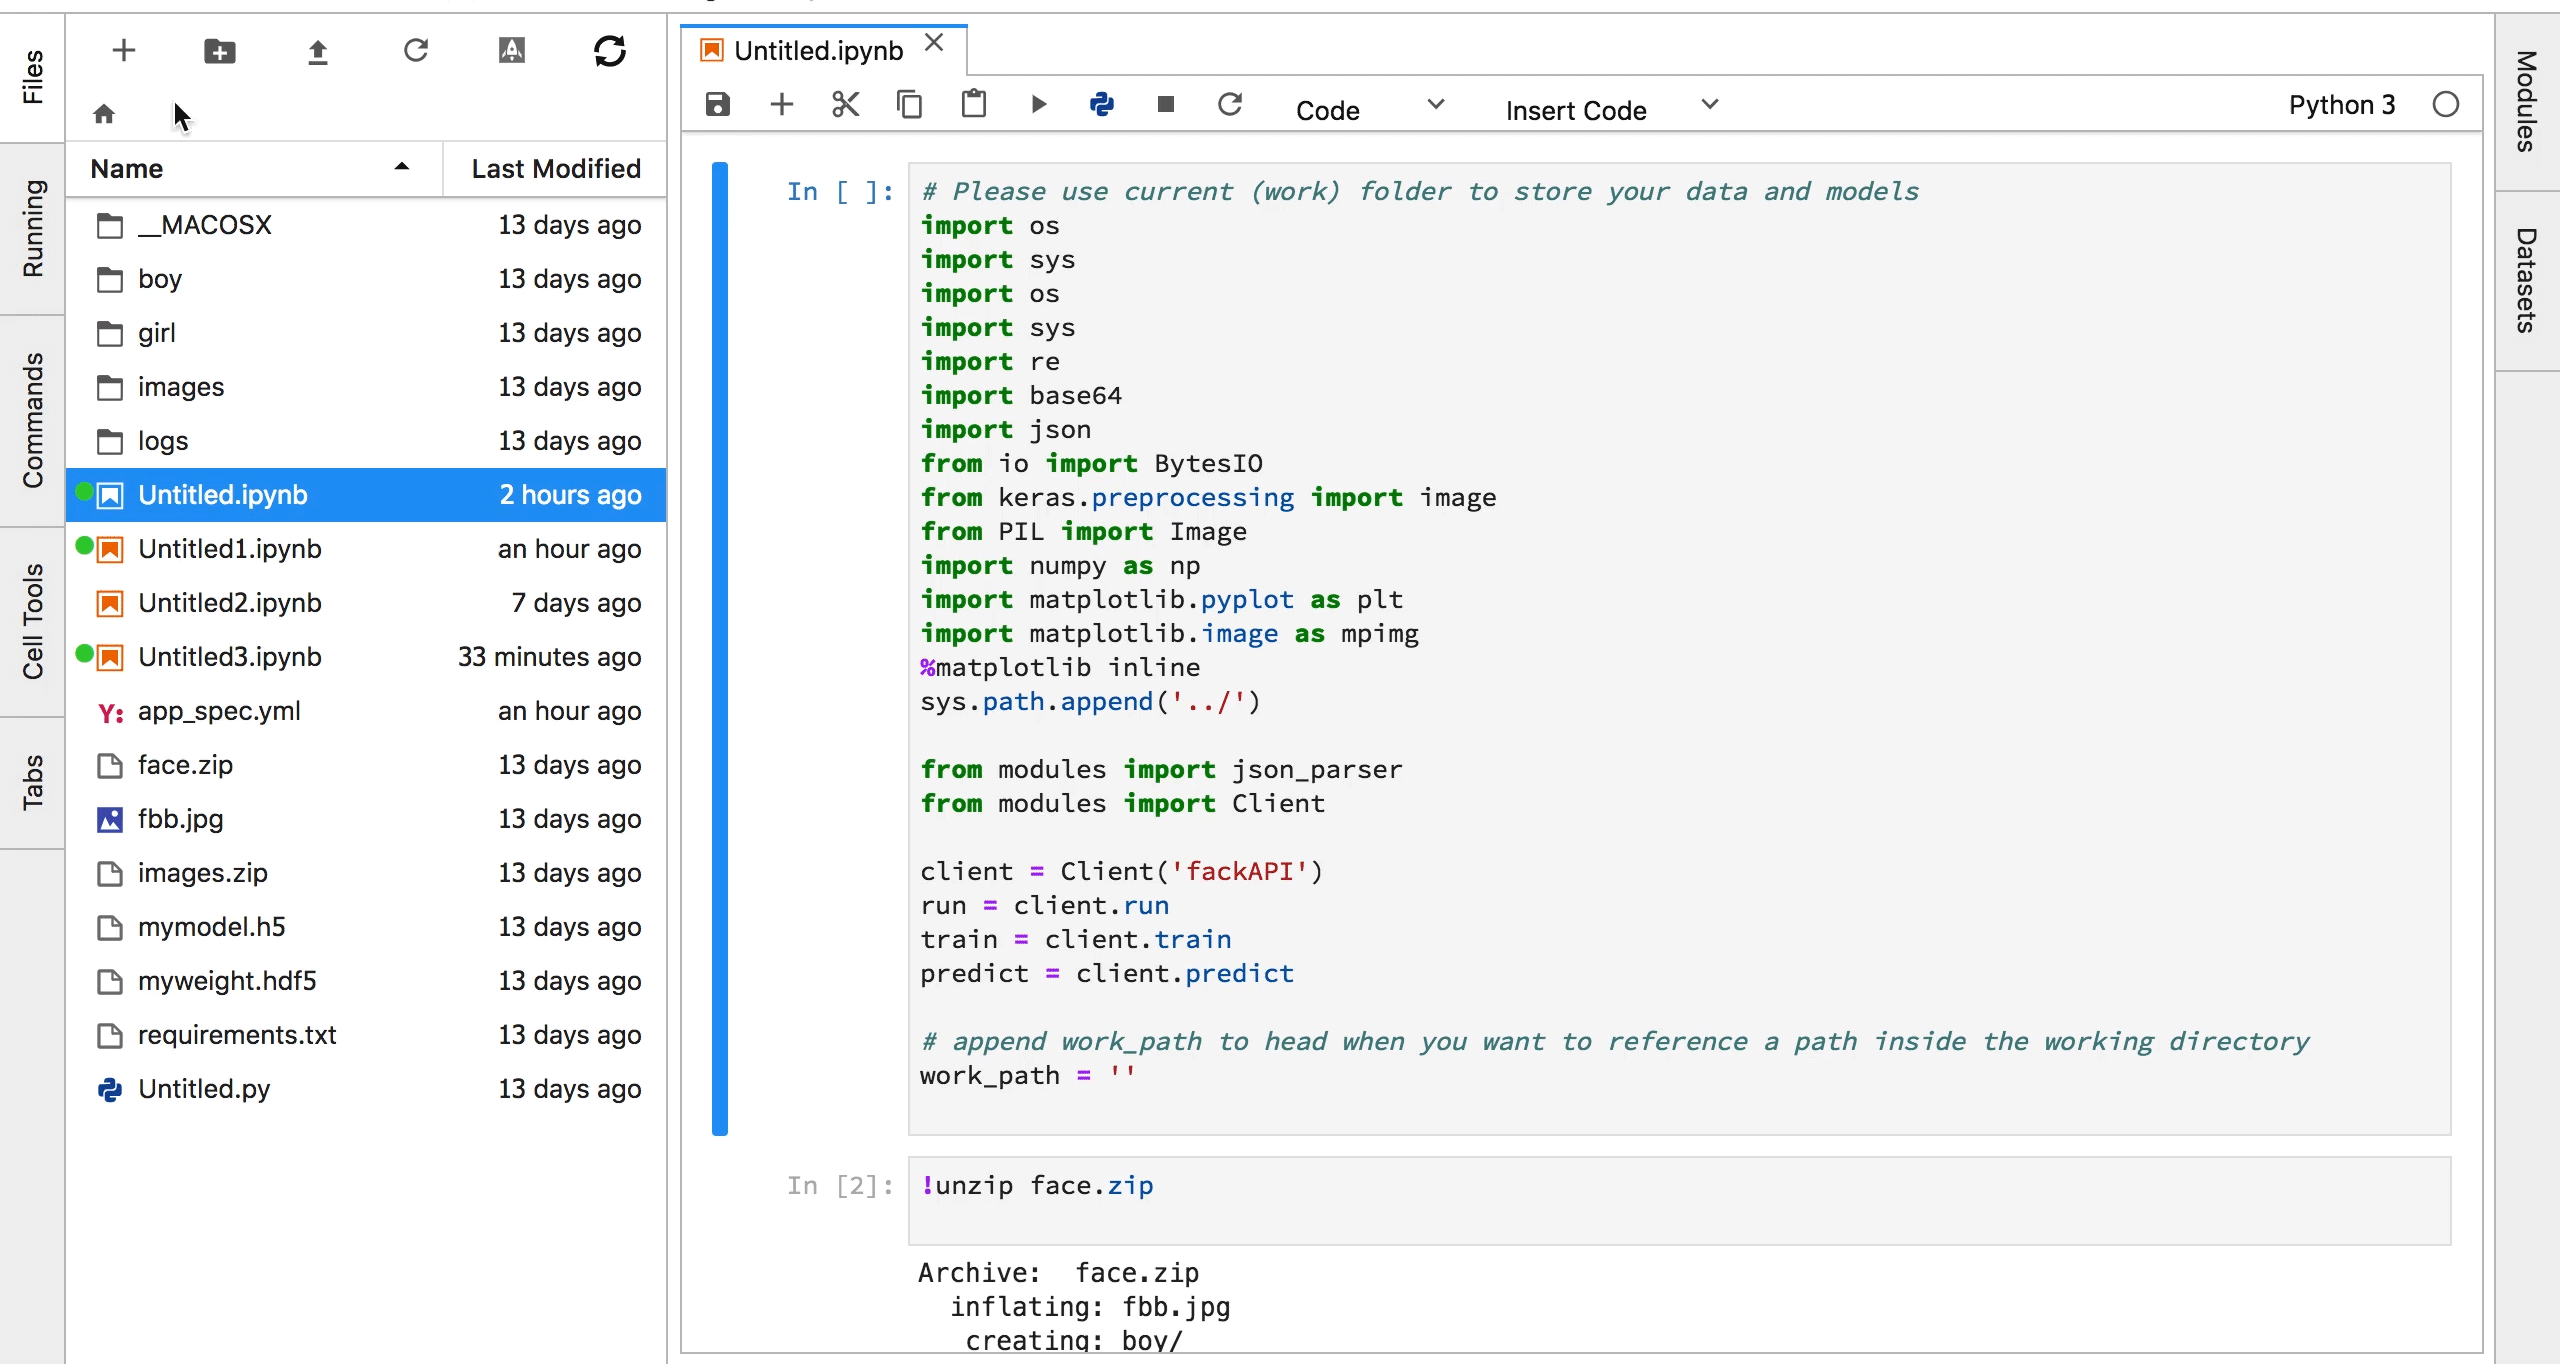 Files
Running
Commands
Cell Tools
Tabs
Name Last Modified
__MACOSX 13 days ago
boy 13 days ago
girl 13 days ago
images 13 days ago
logs 13 days ago
Untitled.ipynb 2 hours ago
Untitled1.ipynb an hour ago
Untitled2.ipynb 7 days ago
Untitled3.ipynb 33 minutes ago
Y: app_spec.yml an hour ago
face.zip 13 days ago
fbb.jpg 13 days ago
images.zip 13 days ago
mymodel.h5 13 days ago
myweight.hdf5 13 days ago
requirements.txt 13 days ago
Untitled.py 13 days ago
Untitled.ipynb
Code Insert Code Python 3
In [ ]: # Please use current (work) folder to store your data and models
import os
import sys
import os
import sys
import re
import base64
import json
from io import BytesIO
from keras.preprocessing import image
from PIL import Image
import numpy as np
import matplotlib.pyplot as plt
import matplotlib.image as mpimg
%matplotlib inline
sys.path.append('../')
from modules import json_parser
from modules import Client
client = Client('fackAPI')
run = client.run
train = client.train
predict = client.predict
# append work_path to head when you want to reference a path inside the working directory
work_path = ''
In [2]: !unzip face.zip
Archive:  face.zip
inflating: fbb.jpg
creating: boy/
Modules
Datasets